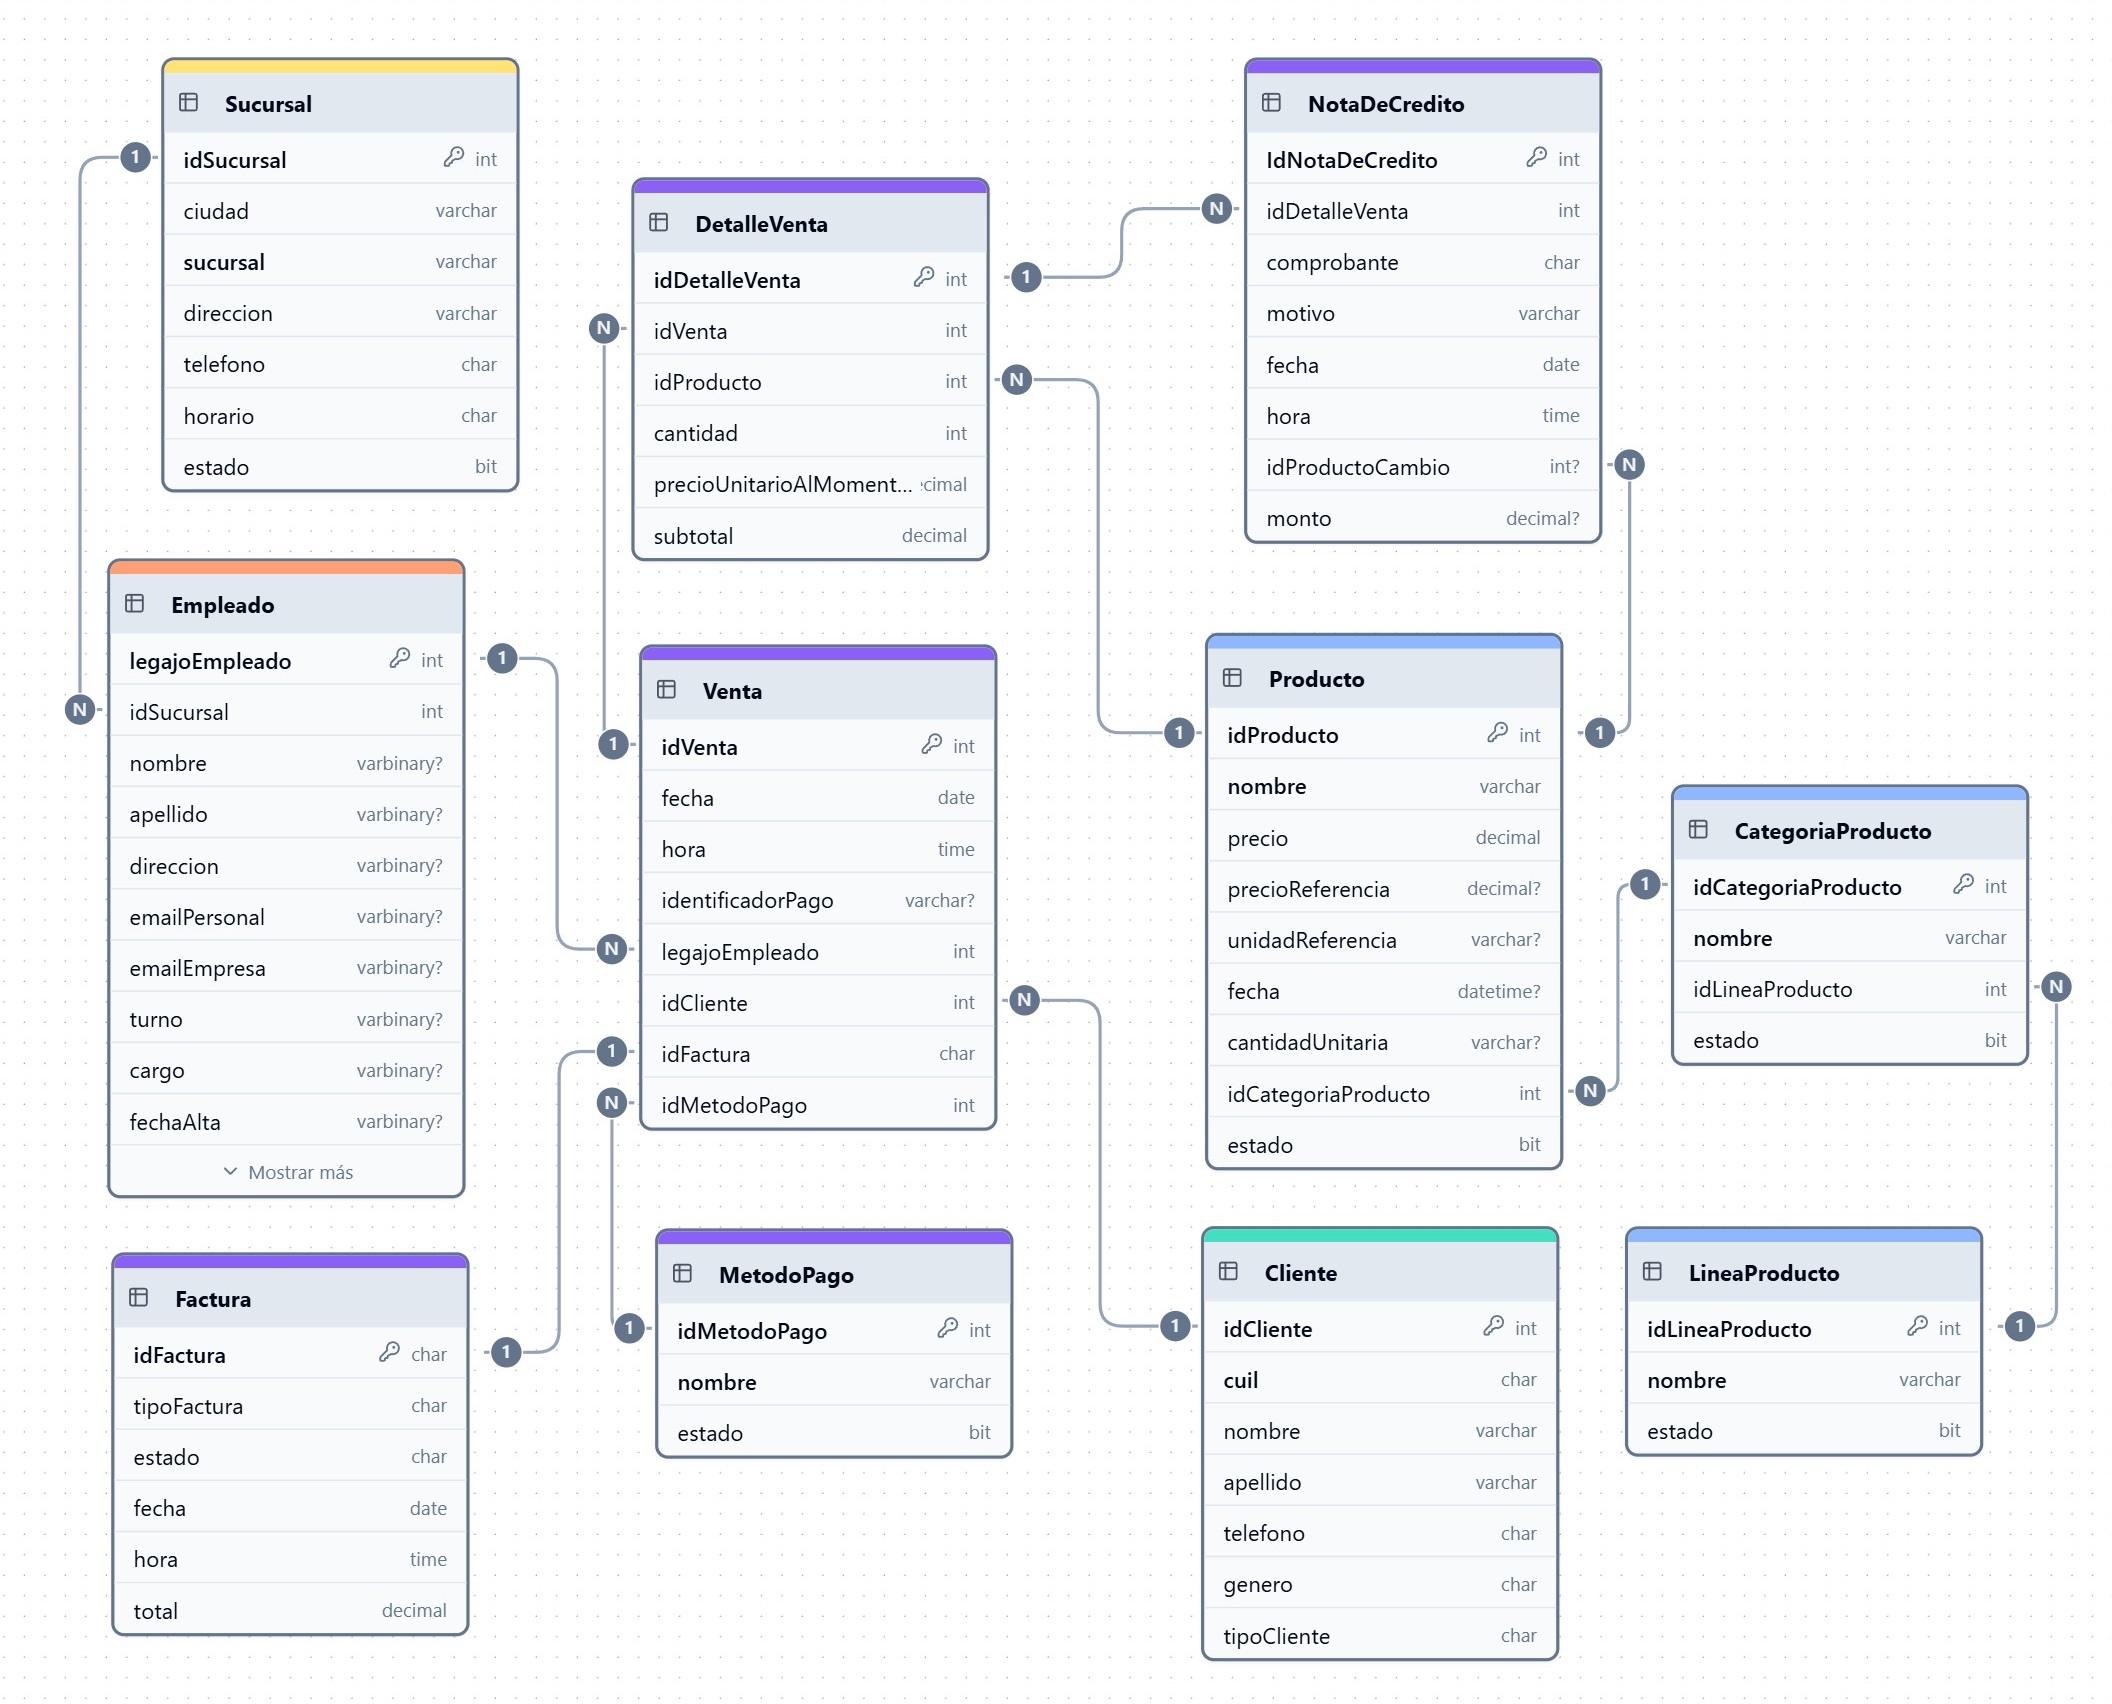 Sucursal
idSucursal int
ciudad varchar
sucursal varchar
direccion varchar
telefono char
horario char
estado bit
1
N
Empleado
legajoEmpleado int
idSucursal int
nombre varbinary?
apellido varbinary?
direccion varbinary?
emailPersonal varbinary?
emailEmpresa varbinary?
turno varbinary?
cargo varbinary?
fechaAlta varbinary?
Mostrar más
1
N
Factura
idFactura char
tipoFactura char
estado char
fecha date
hora time
total decimal
1
1
DetalleVenta
idDetalleVenta int
idVenta int
idProducto int
cantidad int
precioUnitarioAlMoment... cimal
subtotal decimal
1
N
N
1
N
1
Venta
idVenta int
fecha date
hora time
identificadorPago varchar?
legajoEmpleado int
idCliente int
idFactura char
idMetodoPago int
N
1
N
1
MetodoPago
idMetodoPago int
nombre varchar
estado bit
NotaDeCredito
IdNotaDeCredito int
idDetalleVenta int
comprobante char
motivo varchar
fecha date
hora time
idProductoCambio int?
monto decimal?
N
1
Producto
idProducto int
nombre varchar
precio decimal
precioReferencia decimal?
unidadReferencia varchar?
fecha datetime?
cantidadUnitaria varchar?
idCategoriaProducto int
estado bit
N
1
Cliente
idCliente int
cuil char
nombre varchar
apellido varchar
telefono char
genero char
tipoCliente char
CategoriaProducto
idCategoriaProducto int
nombre varchar
idLineaProducto int
estado bit
N
1
LineaProducto
idLineaProducto int
nombre varchar
estado bit